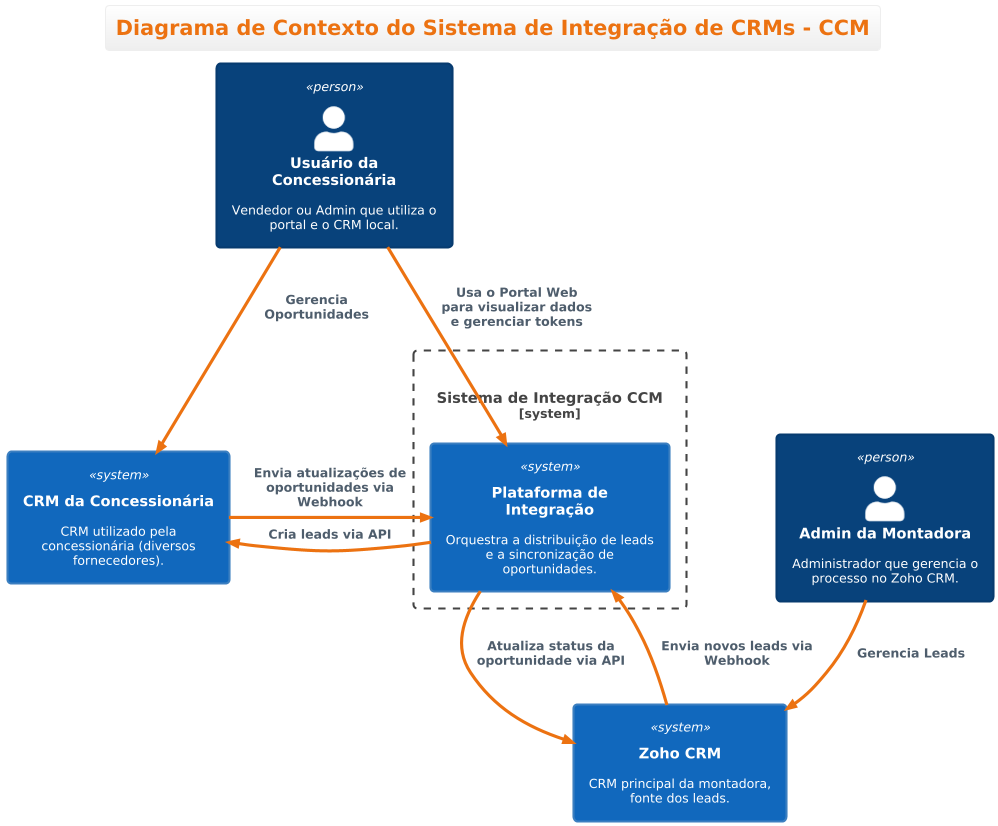 Diagrama de Contexto do Sistema de Integração de CRMs - CCM
«person»
Usuário da
Concessionária
Vendedor ou Admin que utiliza o
portal e o CRM local.
Gerencia
Oportunidades
Usa o Portal Web
para visualizar dados
e gerenciar tokens
Sistema de Integração CCM
[system]
«system»
CRM da Concessionária
CRM utilizado pela
concessionária (diversos
fornecedores).
Envia atualizações de
oportunidades via
Webhook
Cria leads via API
«system»
Plataforma de
Integração
Orquestra a distribuição de leads
e a sincronização de
oportunidades.
«person»
Admin da Montadora
Administrador que gerencia o
processo no Zoho CRM.
Atualiza status da
oportunidade via API
Envia novos leads via
Webhook
Gerencia Leads
«system»
Zoho CRM
CRM principal da montadora,
fonte dos leads.